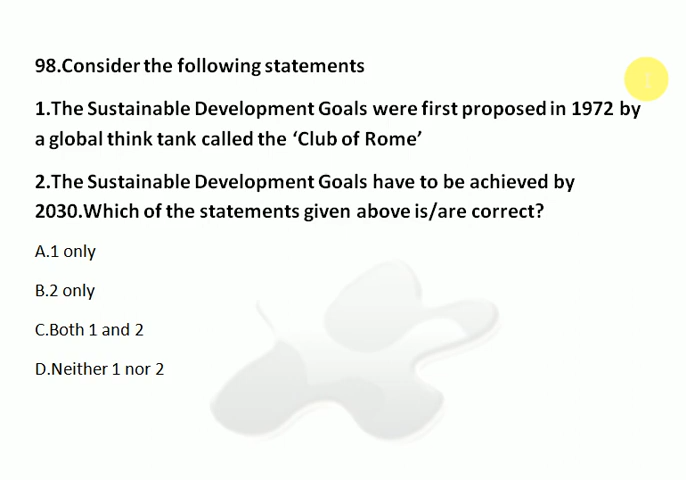 98.Consider the following statements
1.The Sustainable Development Goals were first proposed in 1972 by
a global think tank called the ‘Club of Rome’
2.The Sustainable Development Goals have to be achieved by
2030.Which of the statements given above is/are correct?
A.1 only
B.2 only
C.Both 1 and 2
D.Neither 1 nor 2